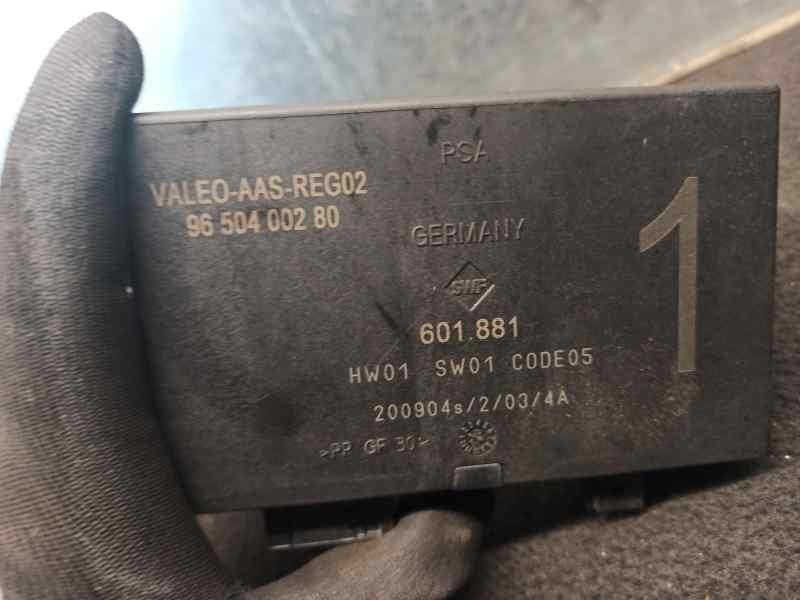 PSA
VALEO-AAS-REG02
96 504 002 80
GERMANY
SWF
1
601.881
HW01 SW01 CODE05
200904s/2/03/4A
>PP GF 30<